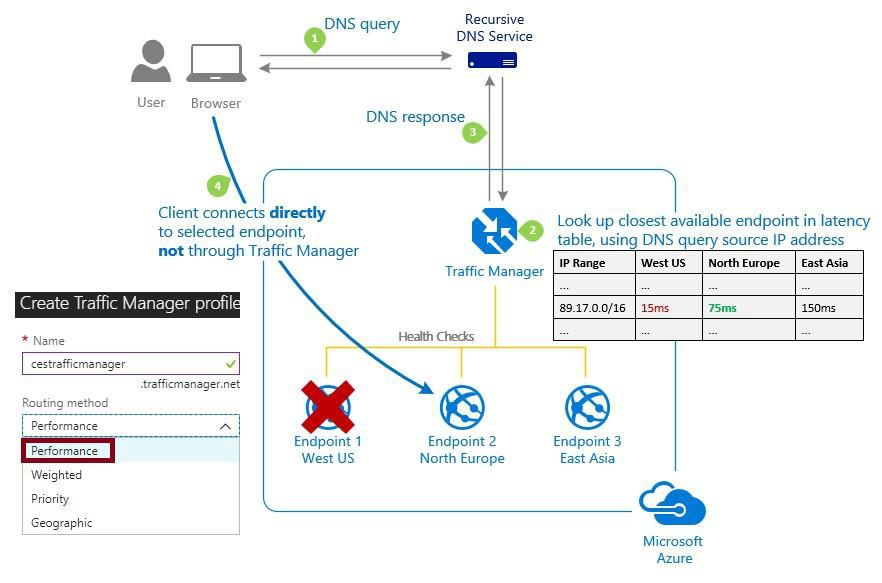 DNS query
1
Recursive
DNS Service
User
Browser
DNS response
3
4
Client connects directly
to selected endpoint,
not through Traffic Manager
2
Look up closest available endpoint in latency
table, using DNS query source IP address
Traffic Manager
IP Range West US North Europe East Asia
... ... ... ...
89.17.0.0/16 15ms 75ms 150ms
... ... ... ...
Create Traffic Manager profile
* Name
cestrafficmanager
.trafficmanager.net
Routing method
Performance
Performance
Weighted
Priority
Geographic
Health Checks
Endpoint 1
West US
Endpoint 2
North Europe
Endpoint 3
East Asia
Microsoft
Azure